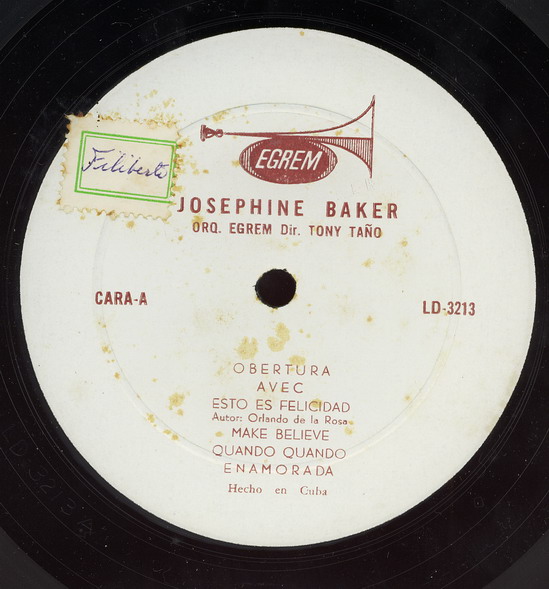 Filiberto
EGREM
JOSEPHINE BAKER
ORQ. EGREM Dir. TONY TAÑO
CARA-A
LD-3213
OBERTURA
AVEC
ESTO ES FELICIDAD
Autor: Orlando de la Rosa
MAKE BELIEVE
QUANDO QUANDO
ENAMORADA
Hecho en Cuba